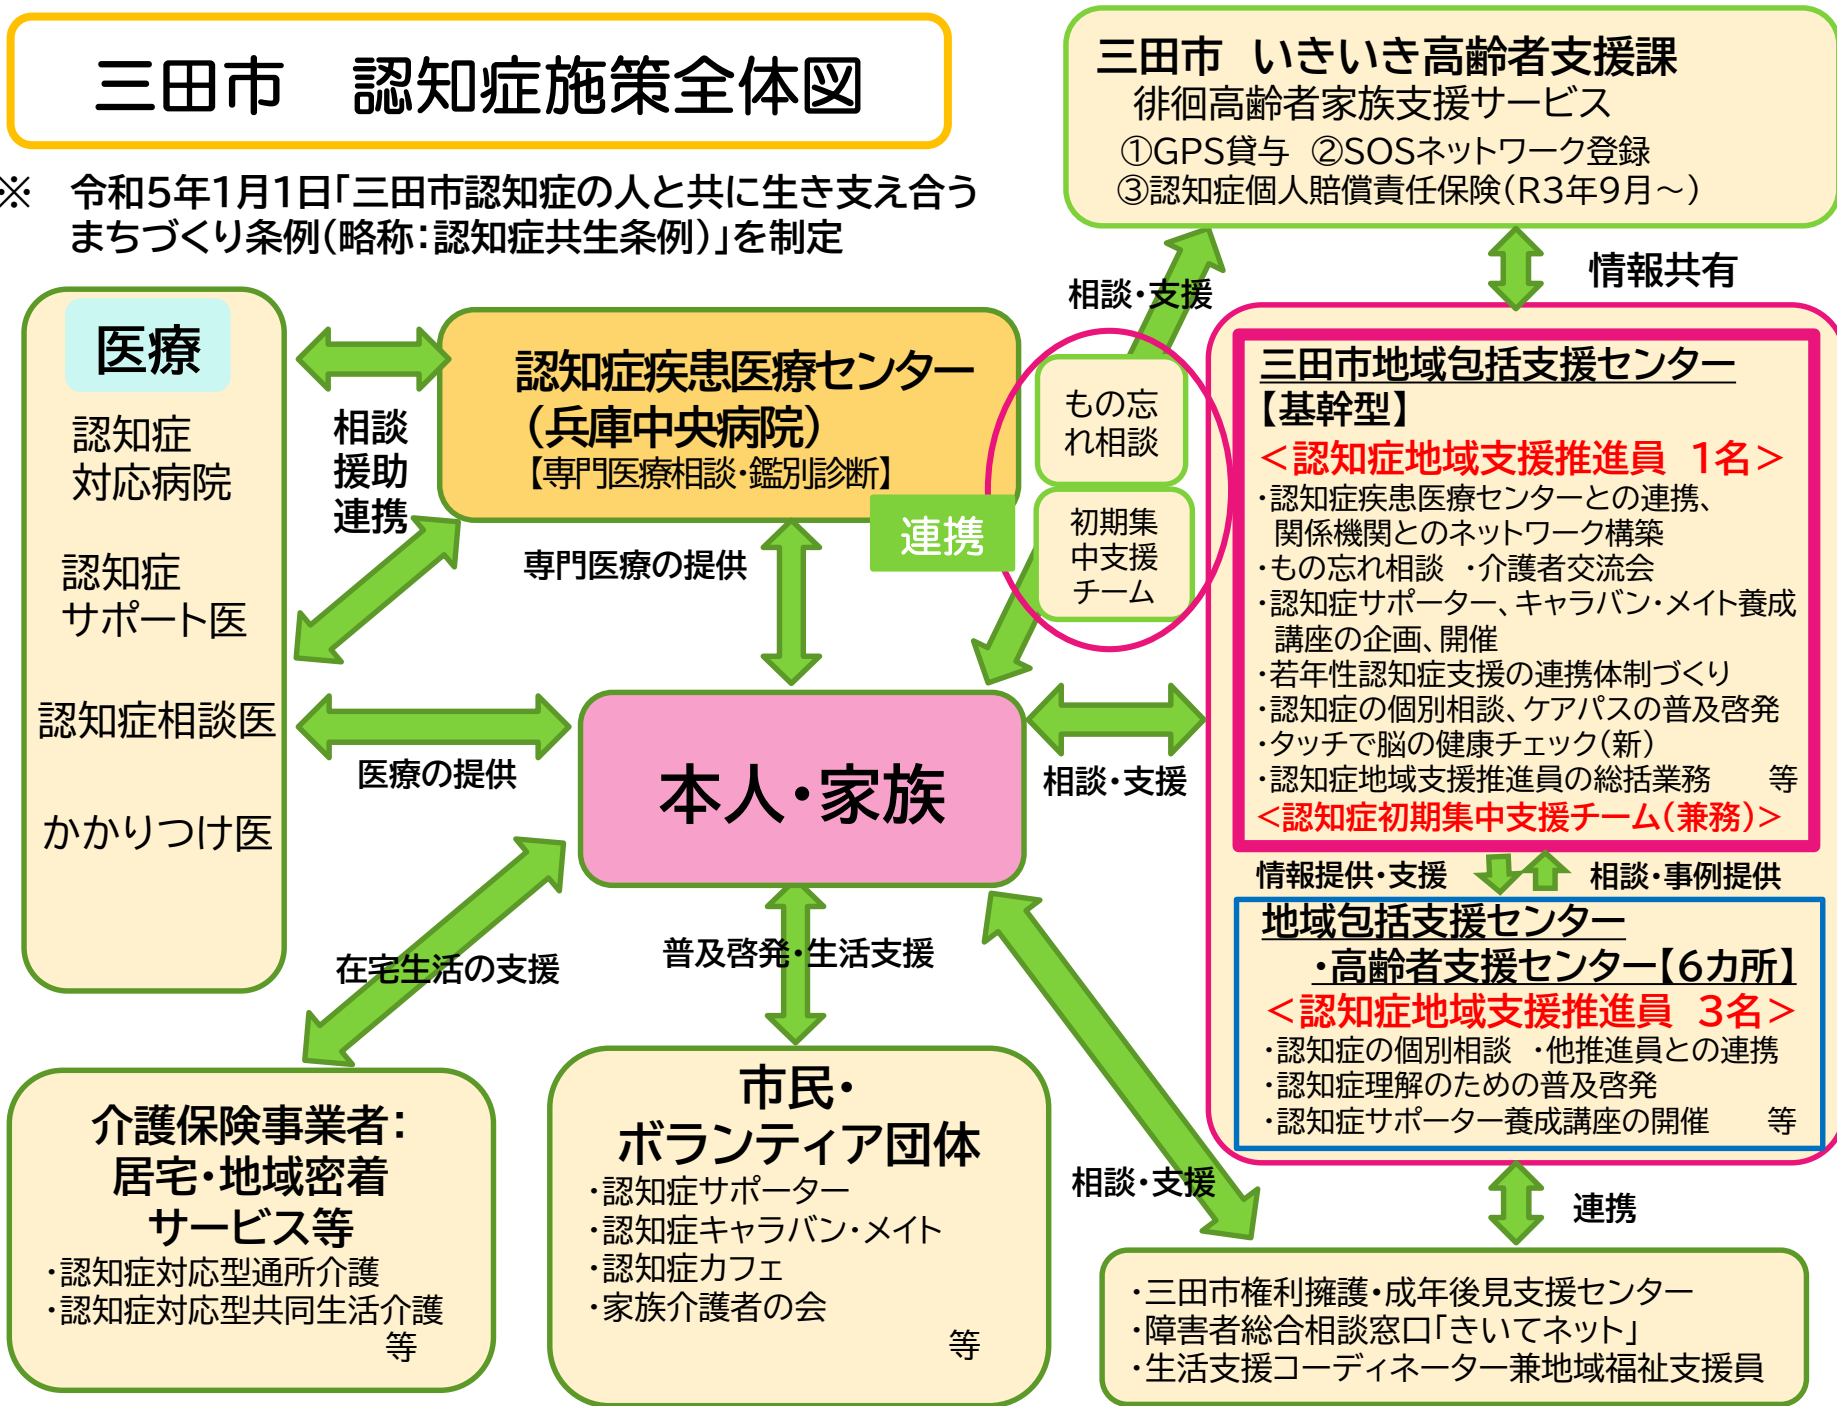 三田市　認知症施策全体図
※　令和5年1月1日「三田市認知症の人と共に生き支え合う
まちづくり条例(略称:認知症共生条例)」を制定
三田市　いきいき高齢者支援課
徘徊高齢者家族支援サービス
①GPS貸与　②SOSネットワーク登録
③認知症個人賠償責任保険(R3年9月～)
相談・支援
情報共有
医療
認知症
対応病院
認知症
サポート医
認知症相談医
かかりつけ医
相談
援助
連携
認知症疾患医療センター
(兵庫中央病院)
【専門医療相談・鑑別診断】
連携
専門医療の提供
もの忘
れ相談
初期集
中支援
チーム
医療の提供
本人・家族
相談・支援
三田市地域包括支援センター
【基幹型】
<認知症地域支援推進員　1名>
・認知症疾患医療センターとの連携、
関係機関とのネットワーク構築
・もの忘れ相談　・介護者交流会
・認知症サポーター、キャラバン・メイト養成
講座の企画、開催
・若年性認知症支援の連携体制づくり
・認知症の個別相談、ケアパスの普及啓発
・タッチで脳の健康チェック(新)
・認知症地域支援推進員の総括業務　　等
<認知症初期集中支援チーム(兼務)>
情報提供・支援
相談・事例提供
地域包括支援センター
・高齢者支援センター【6カ所】
<認知症地域支援推進員　3名>
・認知症の個別相談　・他推進員との連携
・認知症理解のための普及啓発
・認知症サポーター養成講座の開催　　等
在宅生活の支援
普及啓発・生活支援
相談・支援
連携
介護保険事業者:
居宅・地域密着
サービス等
・認知症対応型通所介護
・認知症対応型共同生活介護
等
市民・
ボランティア団体
・認知症サポーター
・認知症キャラバン・メイト
・認知症カフェ
・家族介護者の会
等
・三田市権利擁護・成年後見支援センター
・障害者総合相談窓口「きいてネット」
・生活支援コーディネーター兼地域福祉支援員